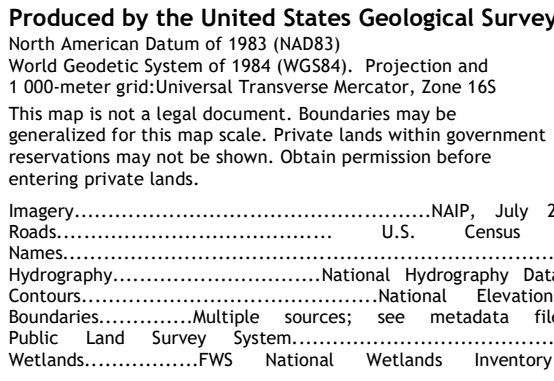 Produced by the United States Geological Survey
North American Datum of 1983 (NAD83)
World Geodetic System of 1984 (WGS84). Projection and
1 000-meter grid:Universal Transverse Mercator, Zone 16S
This map is not a legal document. Boundaries may be
generalized for this map scale. Private lands within government
reservations may not be shown. Obtain permission before
entering private lands.
Imagery....................................................NAIP, July
Roads.................................... U.S. Census
Names........................................................................
Hydrography..............................National Hydrography
Contours...........................................National Elevation
Boundaries.............Multiple sources; see metadata
Public Land Survey System......................................
Wetlands................FWS National Wetlands Inventory